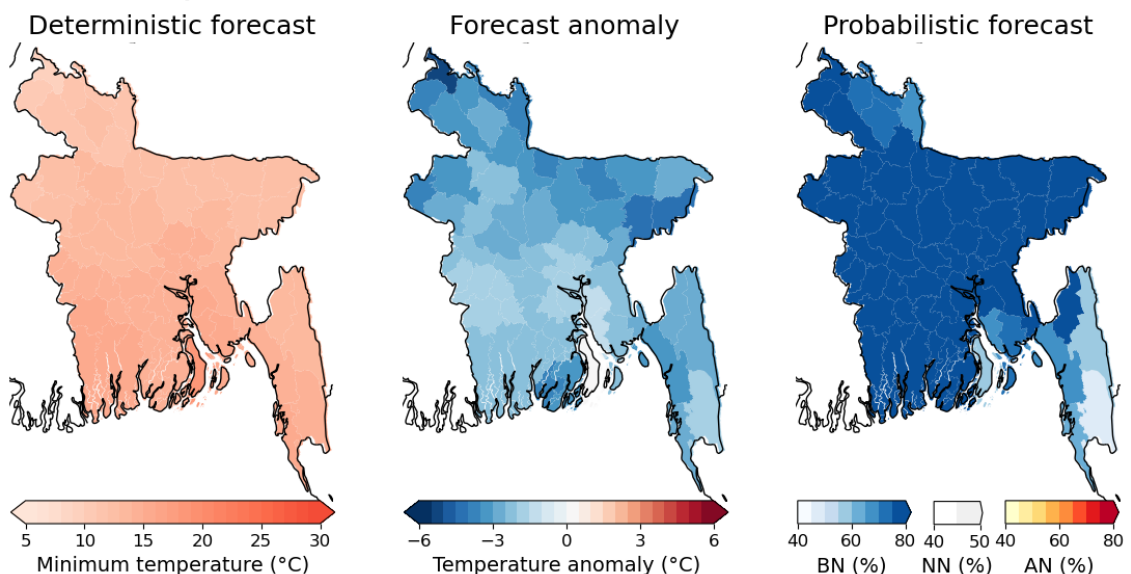 Deterministic forecast
Forecast anomaly
Probabilistic forecast
5 10 15 20 25 30
Minimum temperature (°C)
−6 −3 0 3 6
Temperature anomaly (°C)
40 60 80
BN (%)
40 50
NN (%)
40 60 80
AN (%)